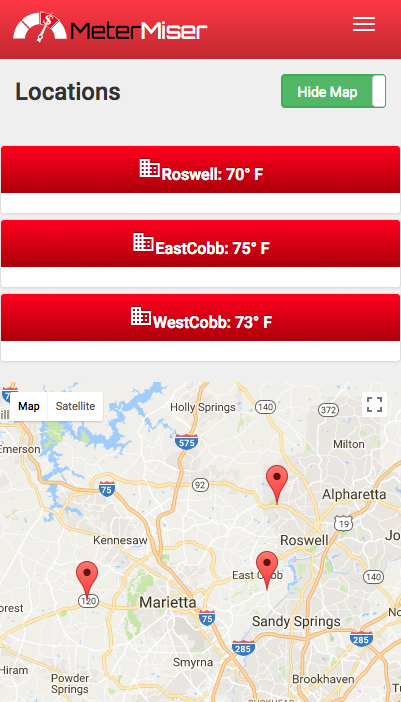 MeterMiser
Locations
Hide Map
Roswell: 70° F
EastCobb: 75° F
WestCobb: 73° F
Map
Satellite
Holly Springs
140
372
Emerson
575
Milton
75
92
Alpharetta
19
Kennesaw
Roswell
East Cobb
140
120
Marietta
75
Sandy Springs
285
285
Smyrna
Hiram
Powder
Springs
Brookhaven